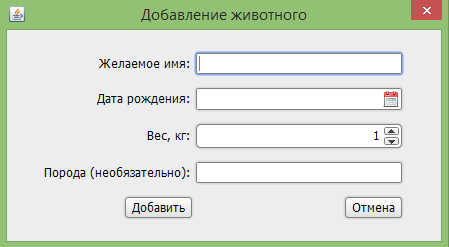 Добавление животного
Желаемое имя:
Дата рождения:
Вес, кг: 1
Порода (необязательно):
Добавить Отмена